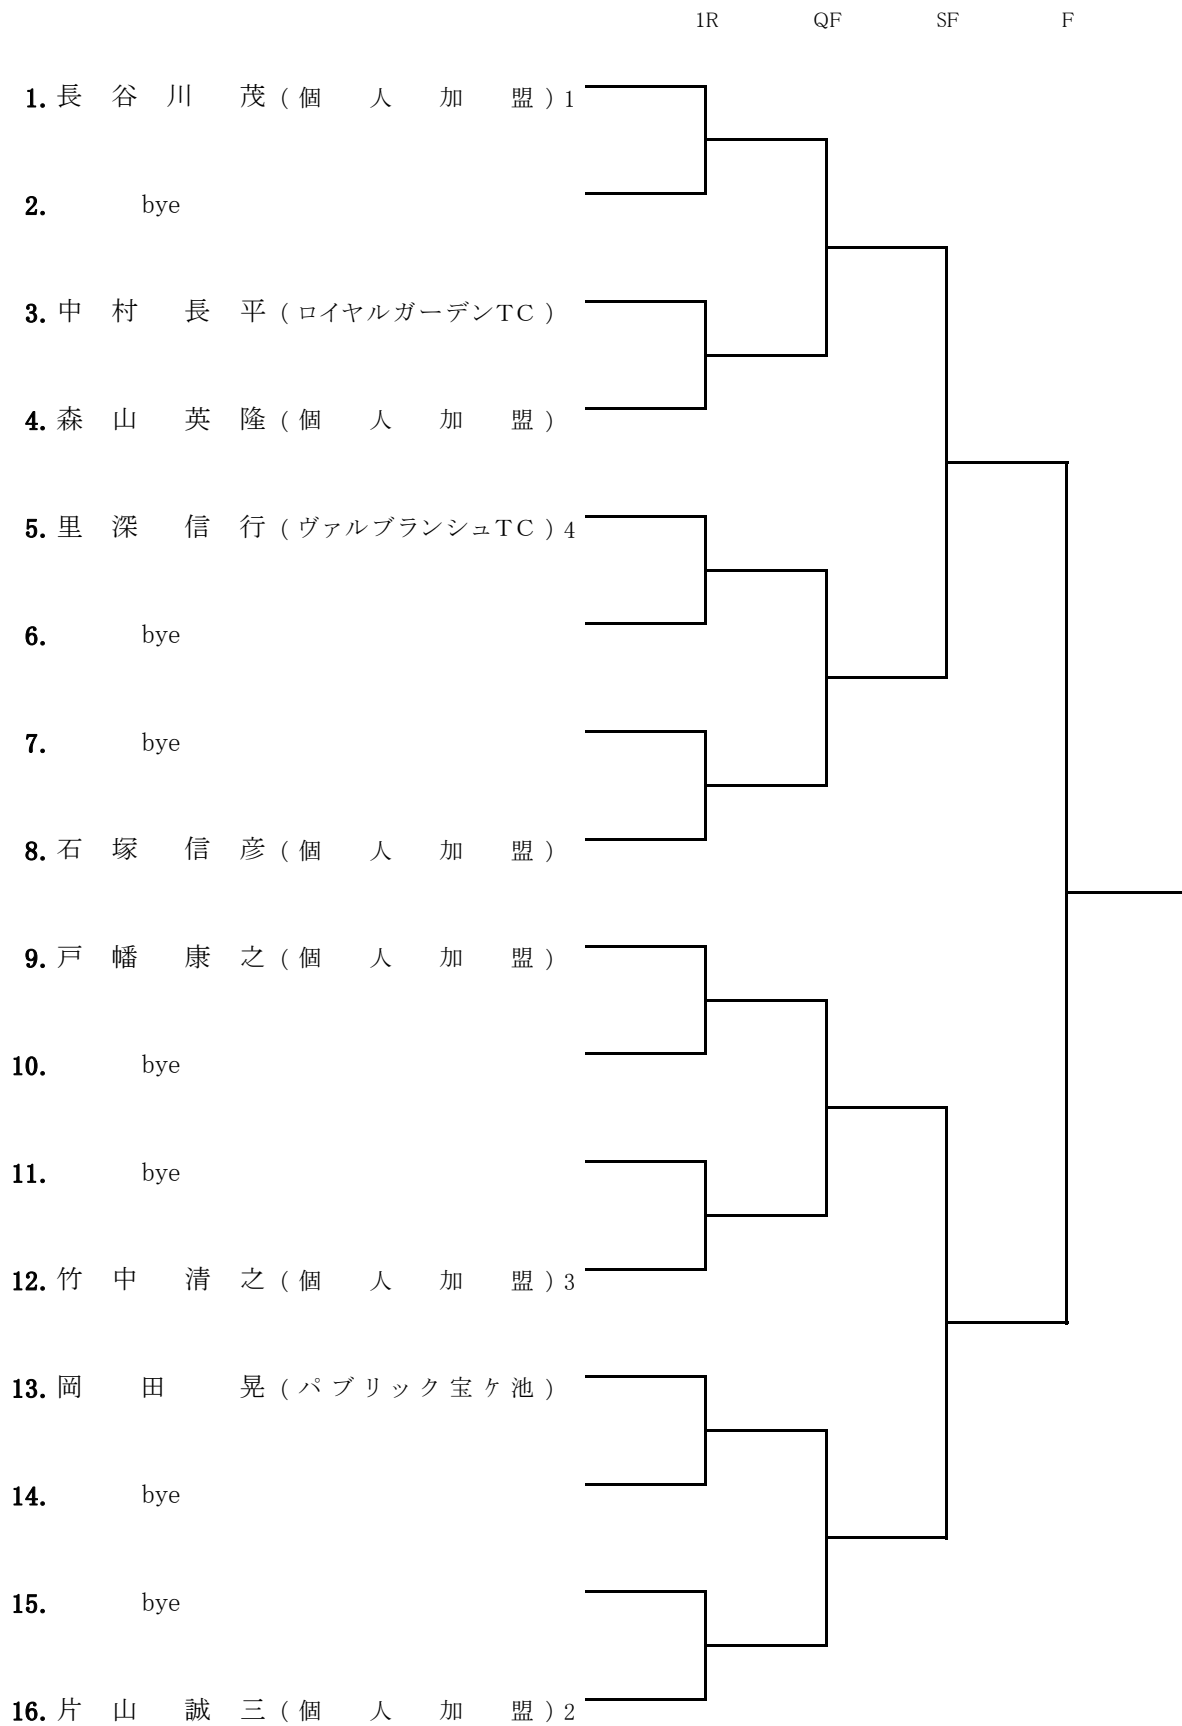 1R QF SF F
1. 長谷川 茂 (個人加盟) 1
2. bye
3. 中村 長平 (ロイヤルガーデンTC)
4. 森山 英隆 (個人加盟)
5. 里深 信行 (ヴァルブランシュTC) 4
6. bye
7. bye
8. 石塚 信彦 (個人加盟)
9. 戸幡 康之 (個人加盟)
10. bye
11. bye
12. 竹中 清之 (個人加盟) 3
13. 岡田 晃 (パブリック宝ケ池)
14. bye
15. bye
16. 片山 誠三 (個人加盟) 2